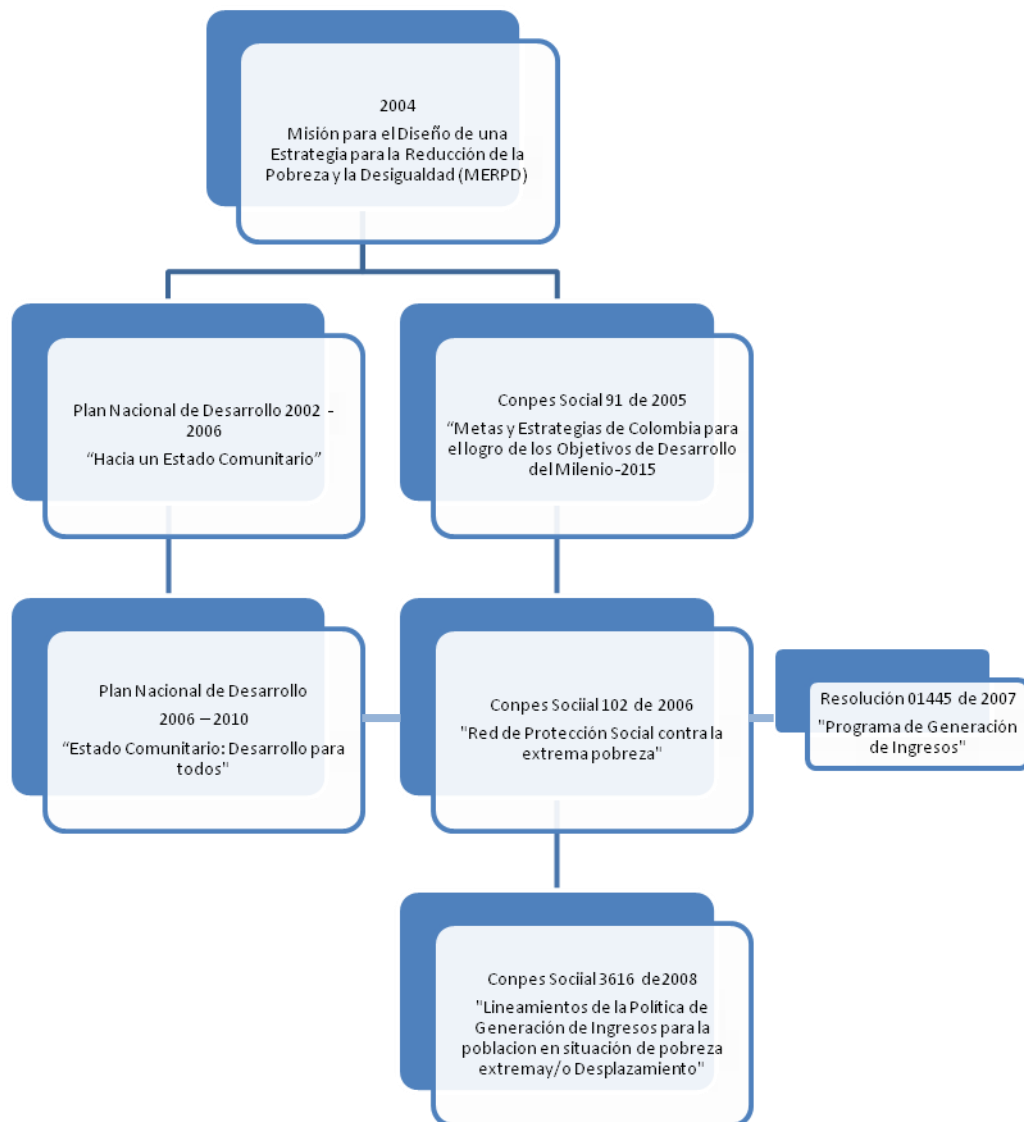 2004
Misión para el Diseño de una
Estrategia para la Reducción de la
Pobreza y la Desigualdad (MERPD)
Plan Nacional de Desarrollo 2002 -
2006
“Hacia un Estado Comunitario”
Conpes Social 91 de 2005
“Metas y Estrategias de Colombia para
el logro de los Objetivos de Desarrollo
del Milenio-2015
Plan Nacional de Desarrollo
2006 – 2010
“Estado Comunitario: Desarrollo para
todos"
Conpes Sociial 102 de 2006
"Red de Protección Social contra la
extrema pobreza"
Resolución 01445 de 2007
"Programa de Generación
de Ingresos"
Conpes Sociial 3616 de 2008
"Lineamientos de la Política de
Generación de Ingresos para la
poblacion en situación de pobreza
extremay/o Desplazamiento"